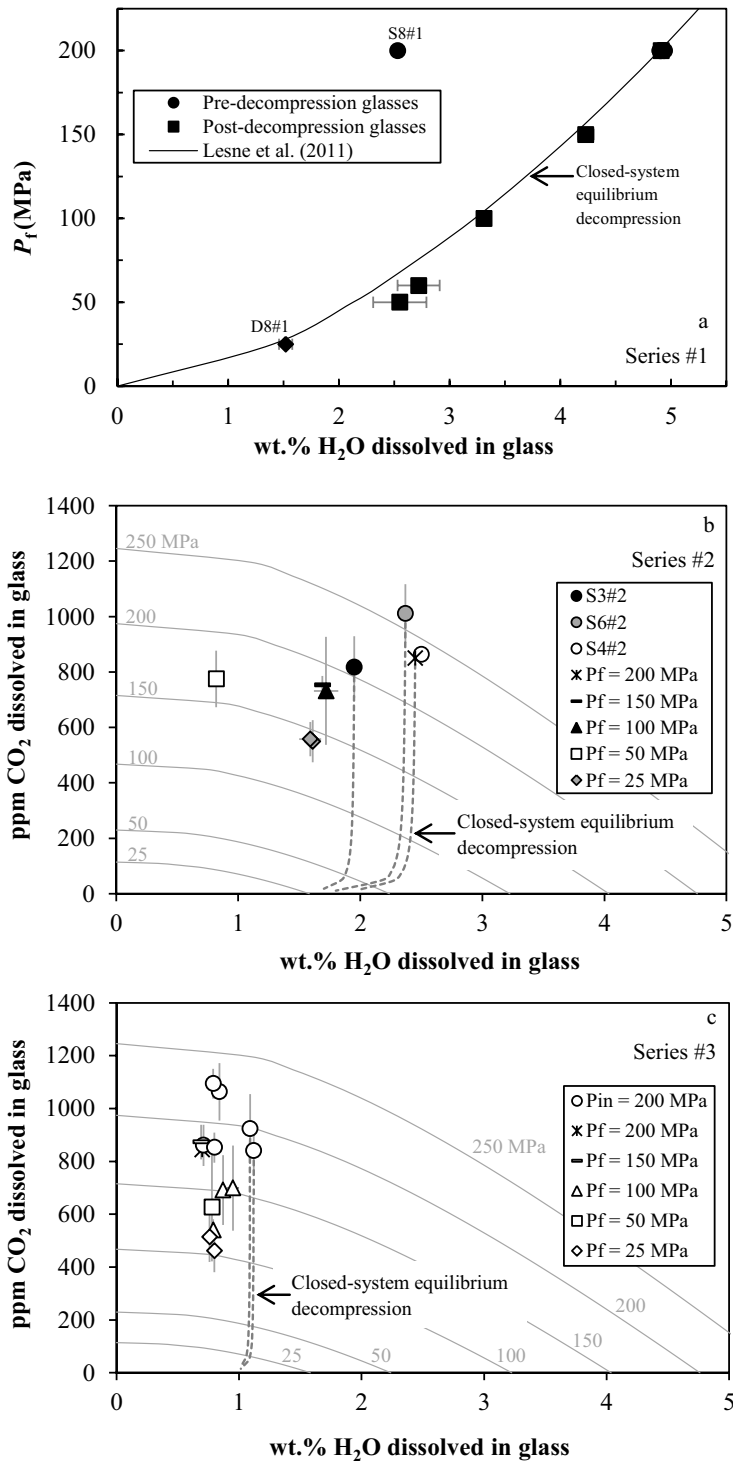 200
150
100
50
0
P_f (MPa)
S8#1
Pre-decompression glasses
Post-decompression glasses
Lesne et al. (2011)
Closed-system
equilibrium
decompression
D8#1
a
Series #1
0 1 2 3 4 5
wt.% H₂O dissolved in glass
1400
1200
1000
800
600
400
200
0
ppm CO₂ dissolved in glass
b
Series #2
250 MPa
200
150
100
50
25
S3#2
S6#2
S4#2
Pf = 200 MPa
Pf = 150 MPa
Pf = 100 MPa
Pf = 50 MPa
Pf = 25 MPa
Closed-system equilibrium
decompression
0 1 2 3 4 5
wt.% H₂O dissolved in glass
1400
1200
1000
800
600
400
200
0
ppm CO₂ dissolved in glass
c
Series #3
Pin = 200 MPa
Pf = 200 MPa
Pf = 150 MPa
Pf = 100 MPa
Pf = 50 MPa
Pf = 25 MPa
250 MPa
Closed-system equilibrium
decompression
25 50 100 150 200
0 1 2 3 4 5
wt.% H₂O dissolved in glass